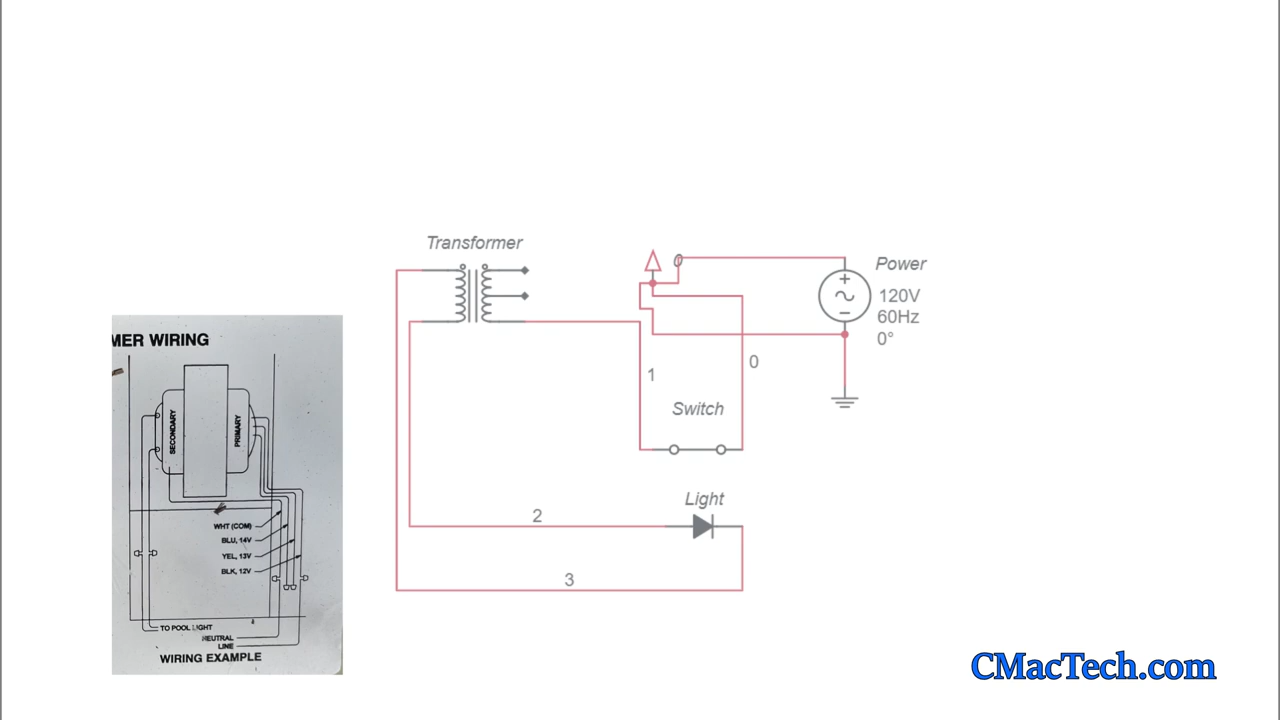 Transformer
0
Power
120V
60Hz
0°
1
0
Switch
Light
2
3
MER WIRING
SECONDARY
PRIMARY
WHT (COM)
BLU, 14V
YEL, 13V
BLK, 12V
TO POOL LIGHT
NEUTRAL
LINE
WIRING EXAMPLE
CMacTech.com